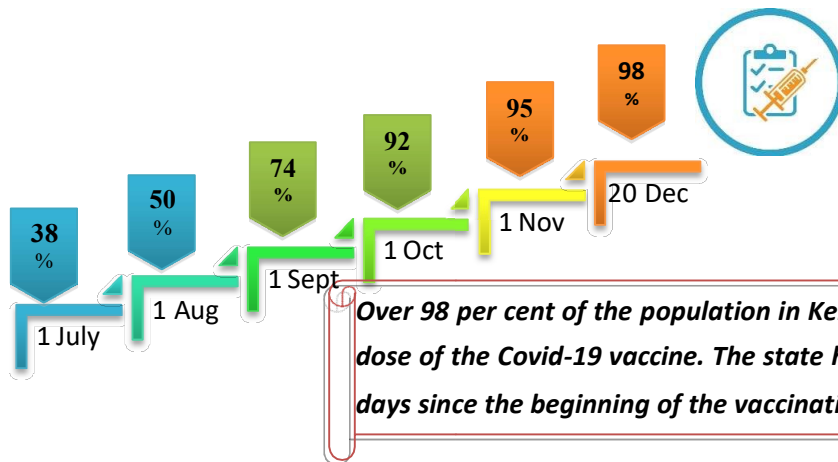 98
%
95
%
92
%
74
%
50
%
38
%
20 Dec
1 Nov
1 Oct
1 Sept
1 Aug
1 July
Over 98 per cent of the population in Ke
dose of the Covid-19 vaccine. The state
days since the beginning of the vaccinati